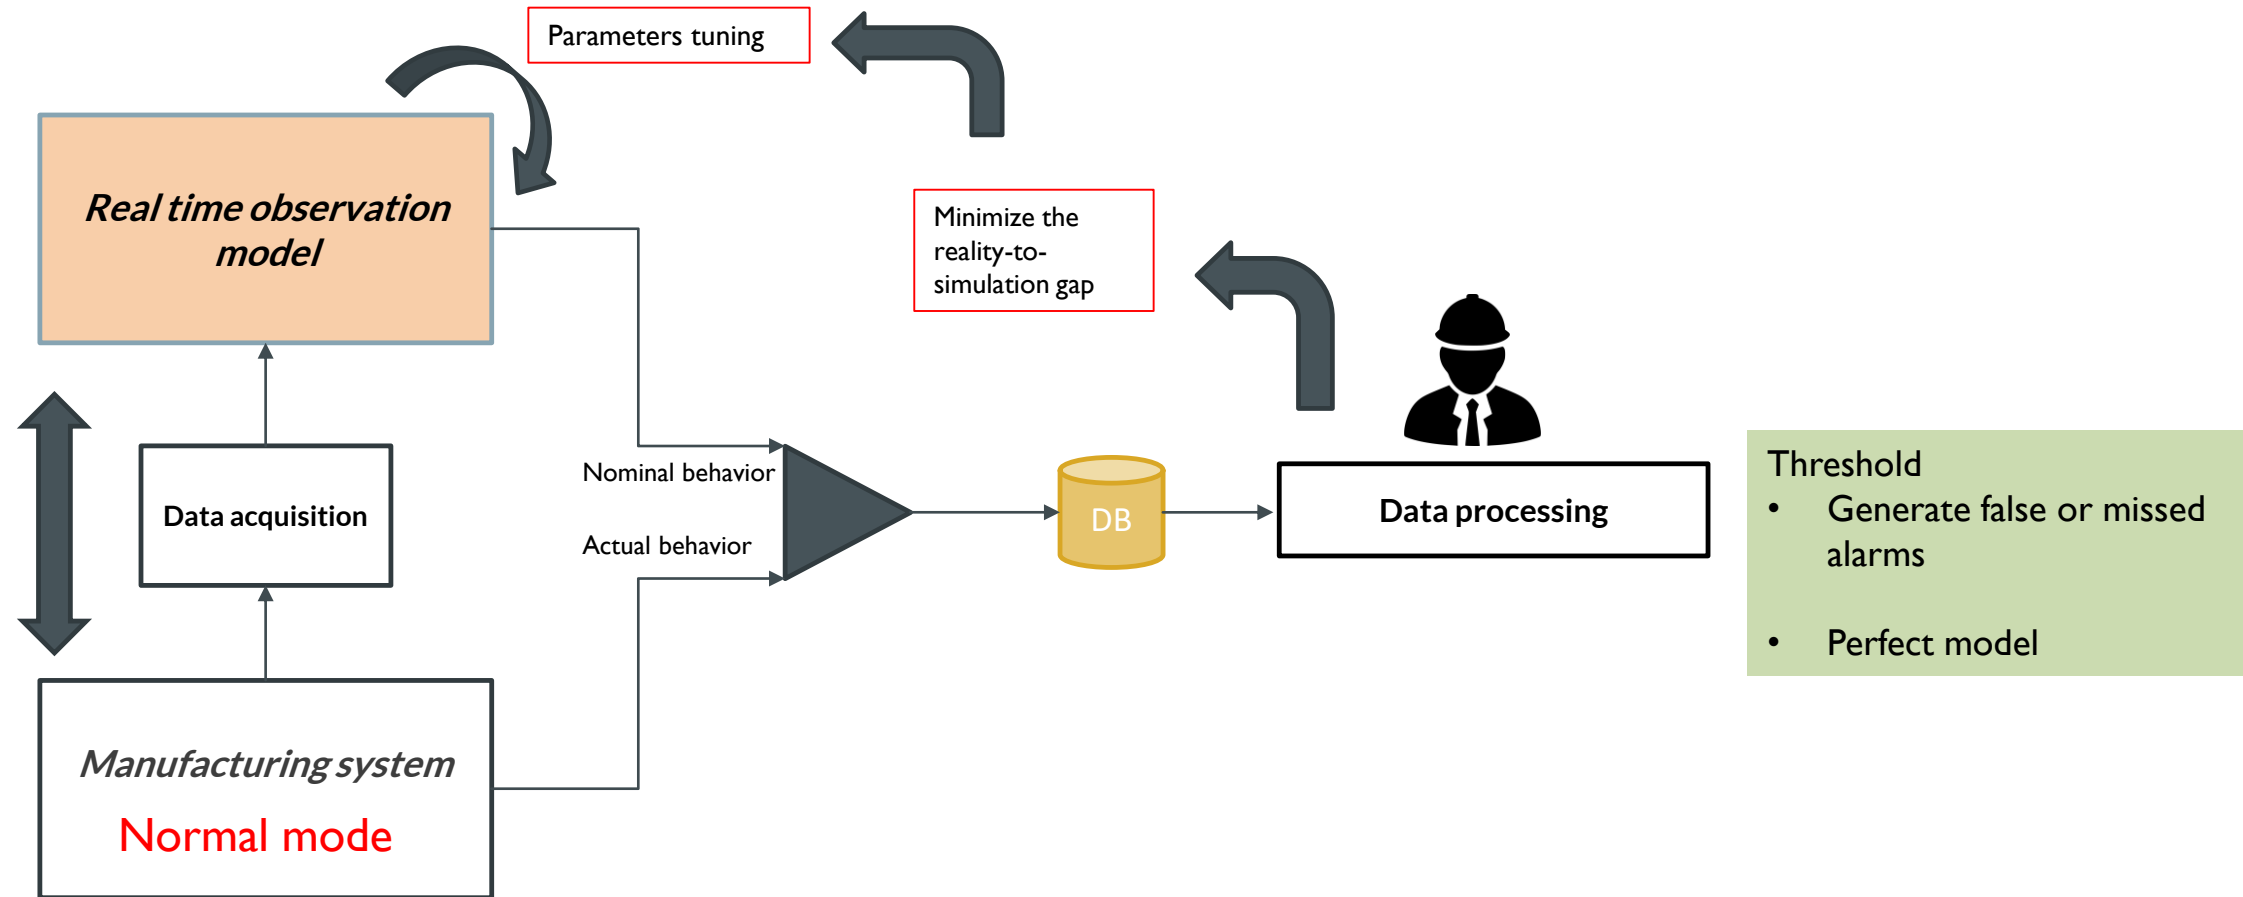 Parameters tuning
Real time observation
model
Minimize the
reality-to-
simulation gap
Data acquisition
Nominal behavior
Actual behavior
DB
Data processing
Threshold
• Generate false or missed
alarms
• Perfect model
Manufacturing system
Normal mode